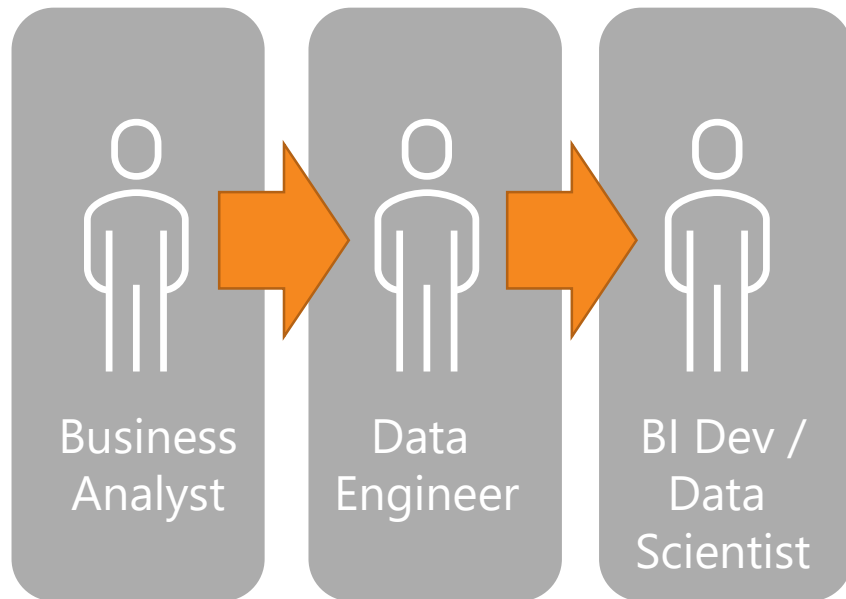 Business
Analyst
Data
Engineer
BI Dev /
Data
Scientist